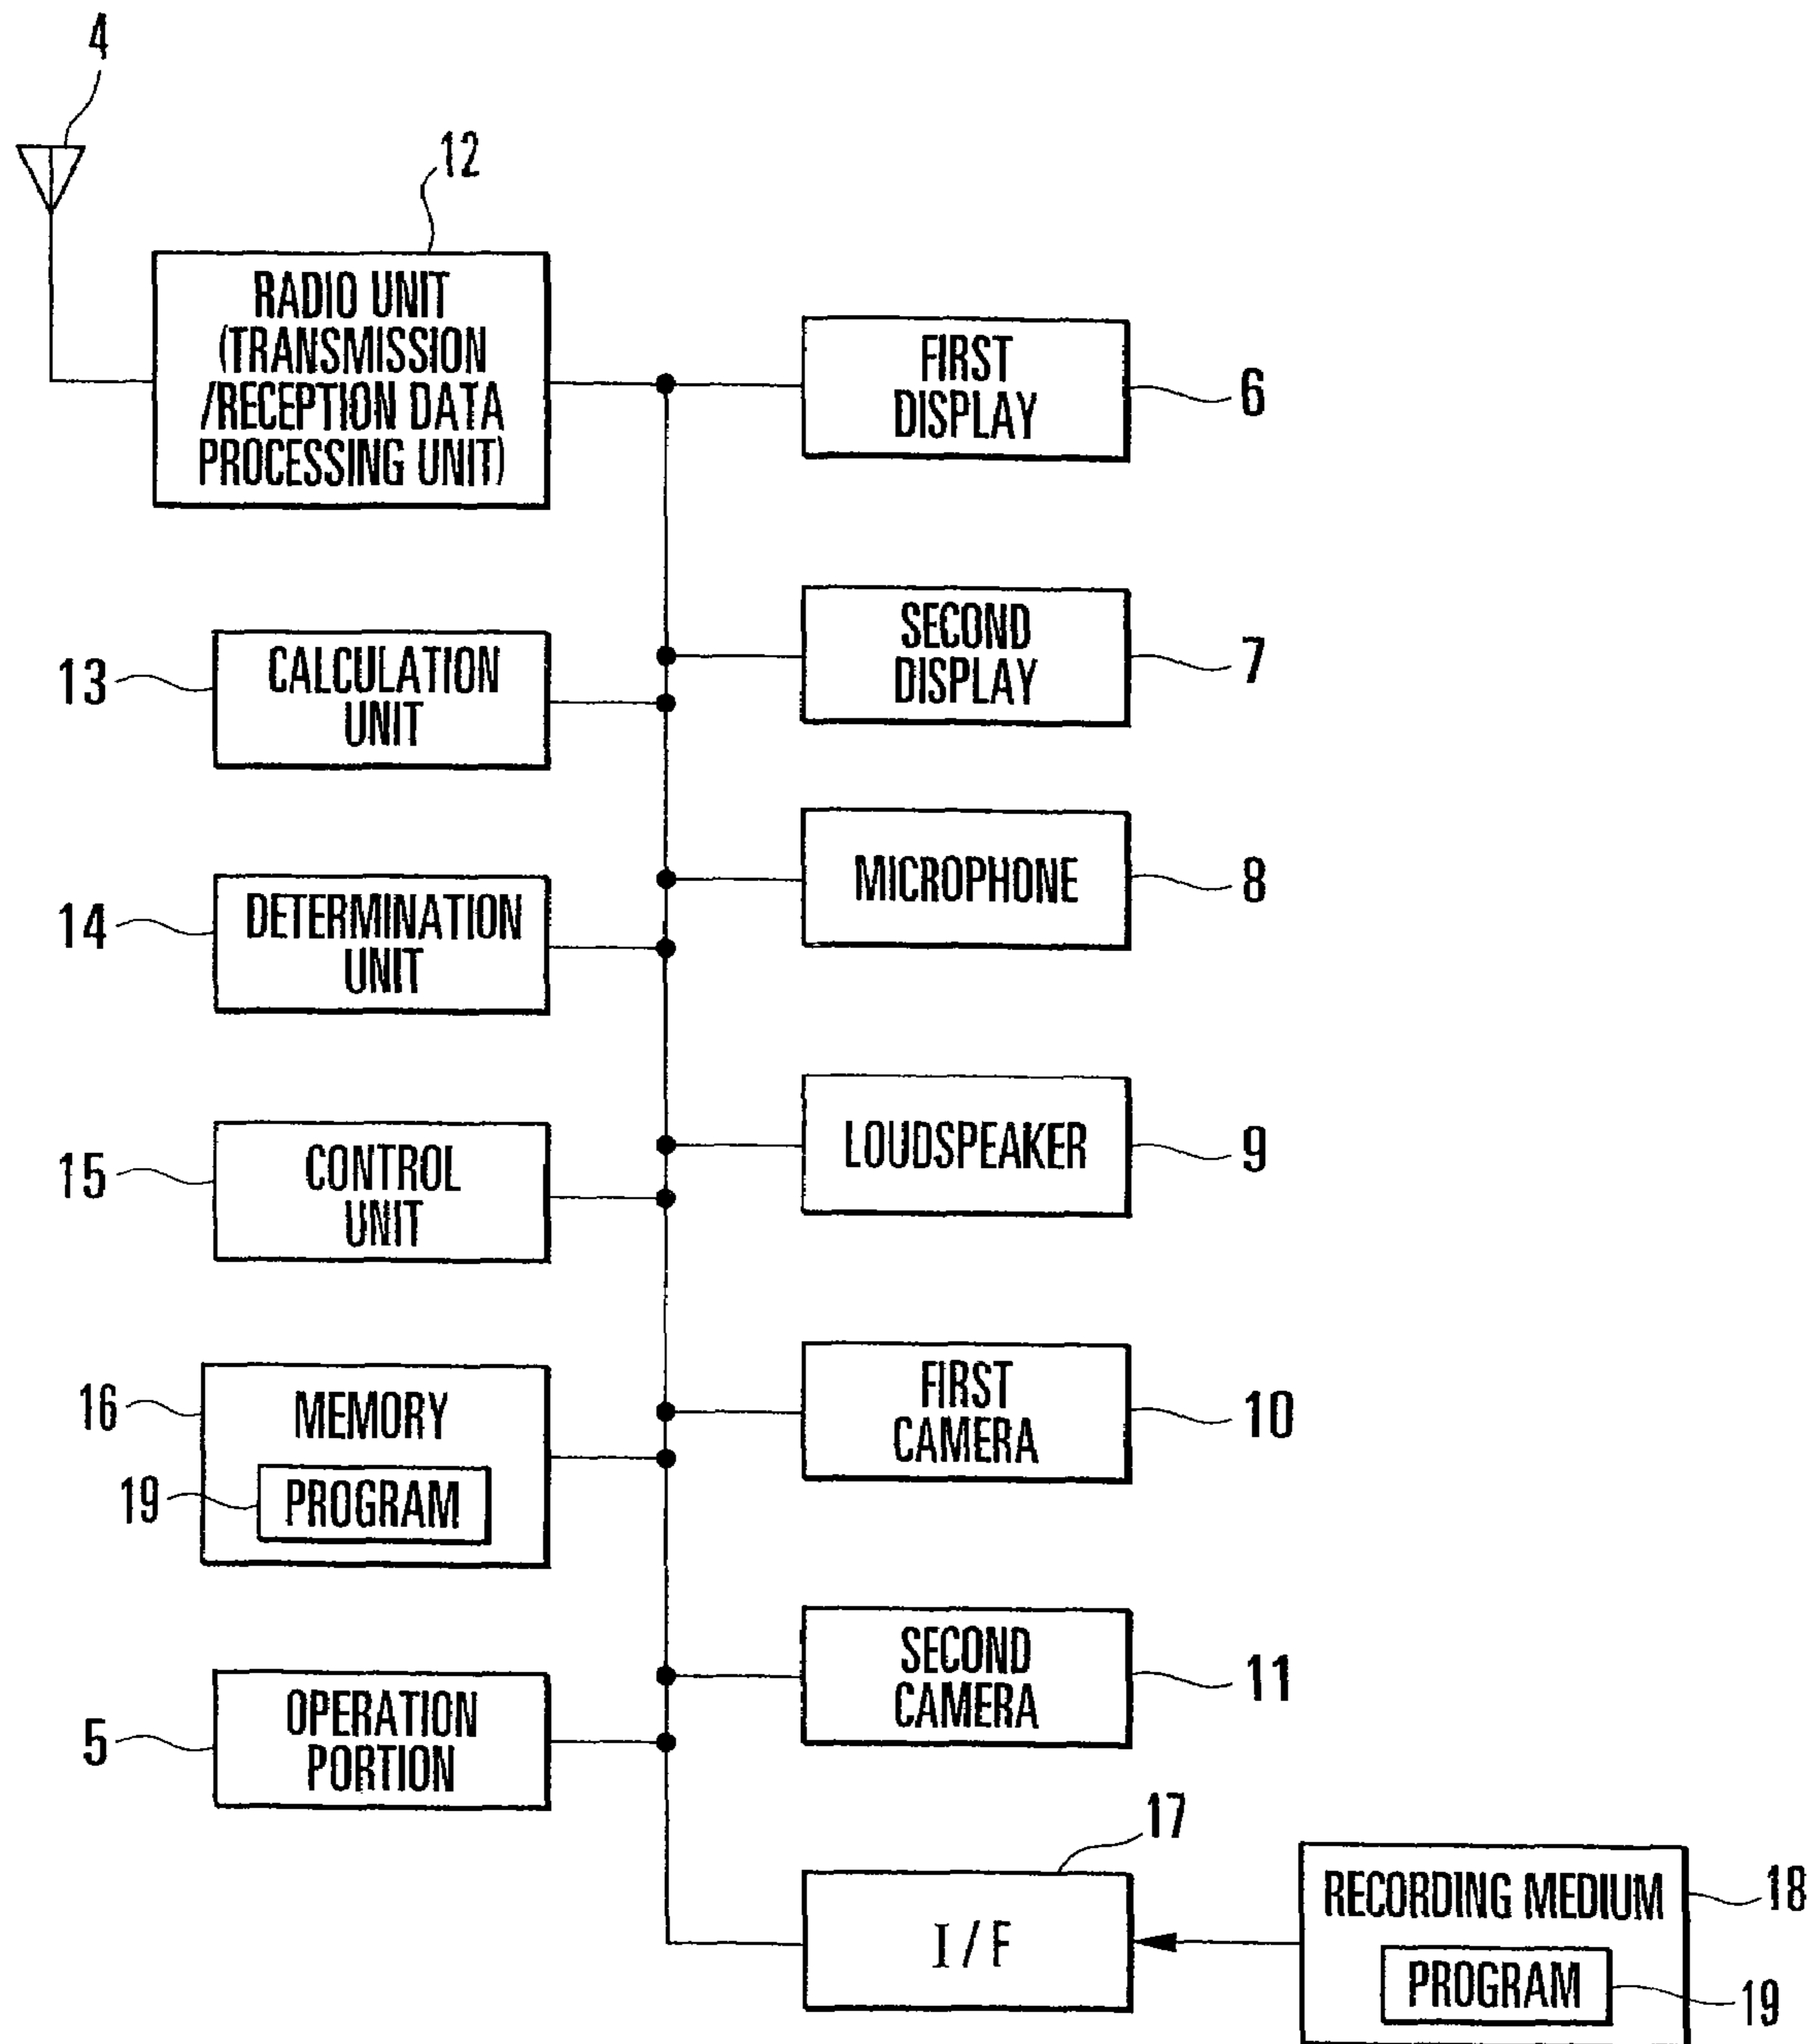 4
12
RADIO UNIT
(TRANSMISSION
/RECEPTION DATA
PROCESSING UNIT)
FIRST
DISPLAY
6
SECOND
DISPLAY
7
13
CALCULATION
UNIT
MICROPHONE
8
14
DETERMINATION
UNIT
LOUDSPEAKER
9
15
CONTROL
UNIT
FIRST
CAMERA
10
16
MEMORY
19
PROGRAM
SECOND
CAMERA
11
5
OPERATION
PORTION
17
I/F
RECORDING MEDIUM
18
PROGRAM
19